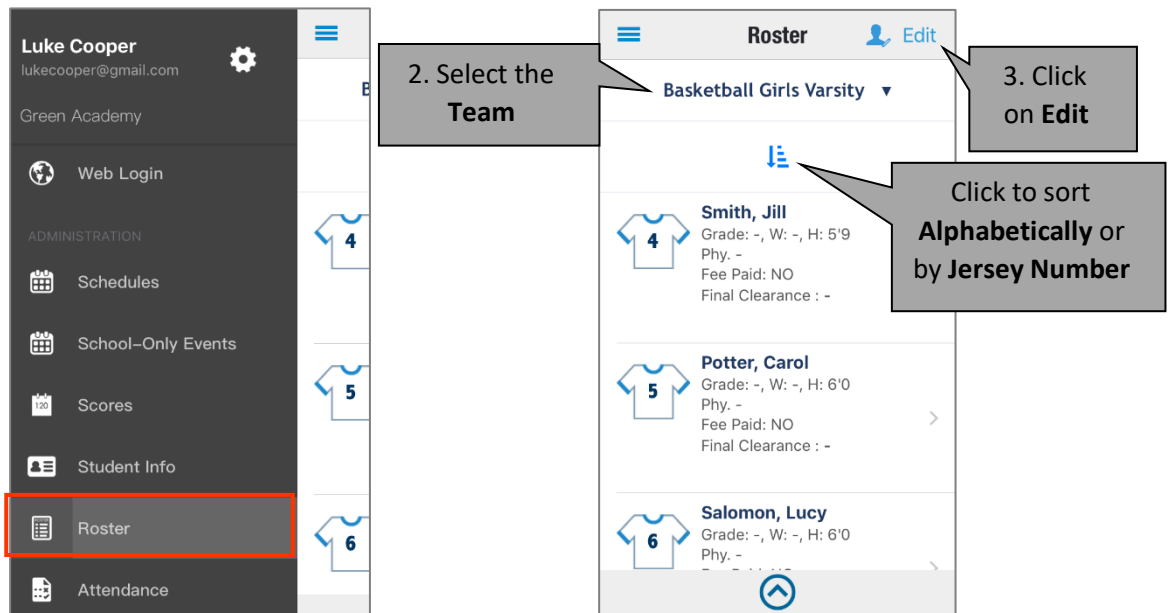 Luke Cooper
lukecooper@gmail.com
Green Academy
Web Login
ADMINISTRATION
Schedules
School-Only Events
120
Scores
Student Info
Roster
Attendance
B
4
5
6
2. Select the
Team
Roster
Edit
Basketball Girls Varsity ▼
3. Click
on Edit
Click to sort
Alphabetically or
by Jersey Number
4
Smith, Jill
Grade: -, W: -, H: 5'9
Phy. -
Fee Paid: NO
Final Clearance : -
5
Potter, Carol
Grade: -, W: -, H: 6'0
Phy. -
Fee Paid: NO
Final Clearance : -
6
Salomon, Lucy
Grade: -, W: -, H: 6'0
Phy. -